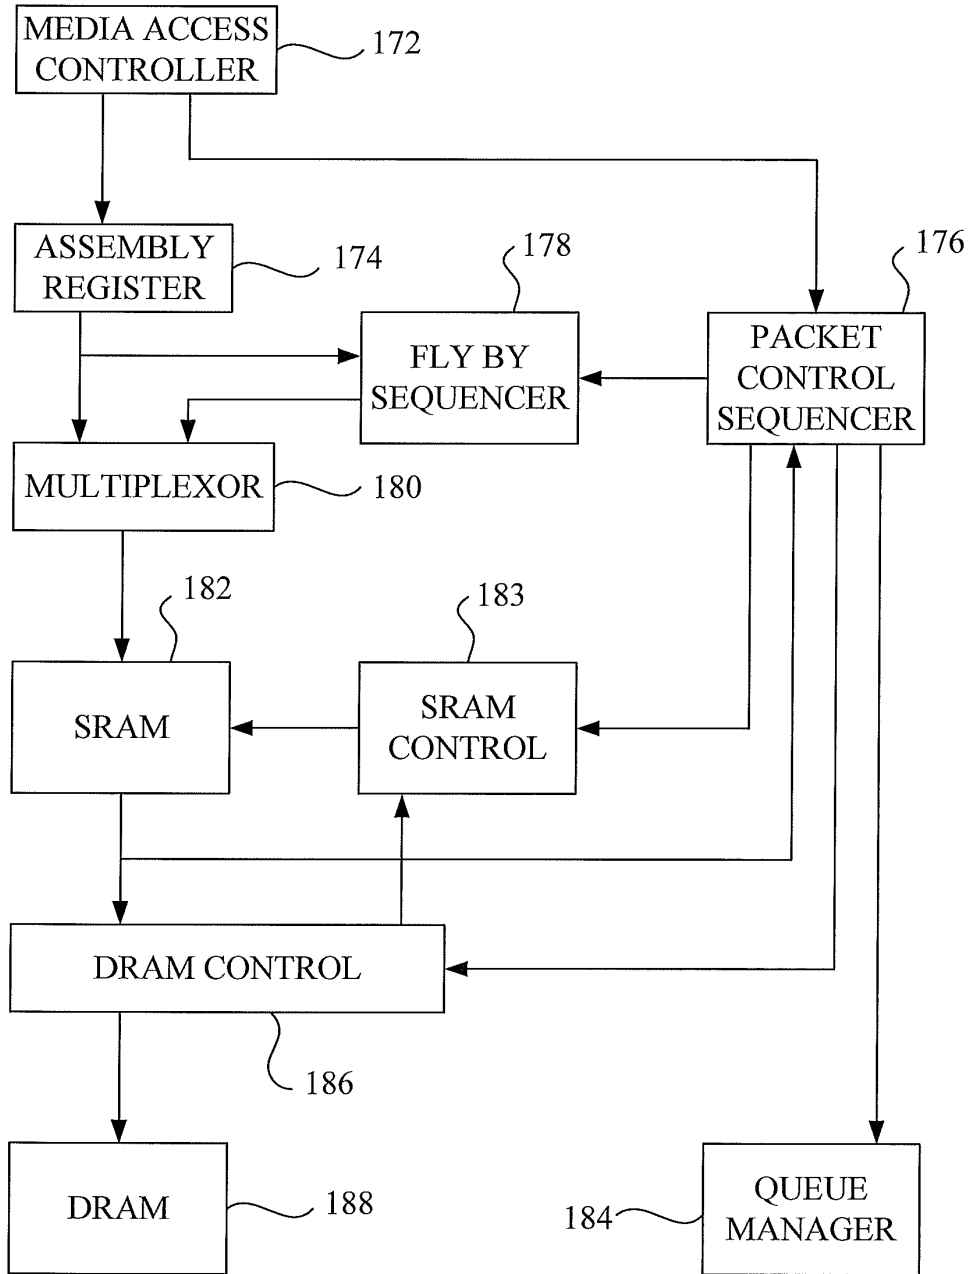 MEDIA ACCESS
CONTROLLER
172
ASSEMBLY
REGISTER
174
178
176
FLY BY
SEQUENCER
PACKET
CONTROL
SEQUENCER
MULTIPLEXOR
180
182
183
SRAM
SRAM
CONTROL
DRAM CONTROL
186
DRAM
188
184
QUEUE
MANAGER